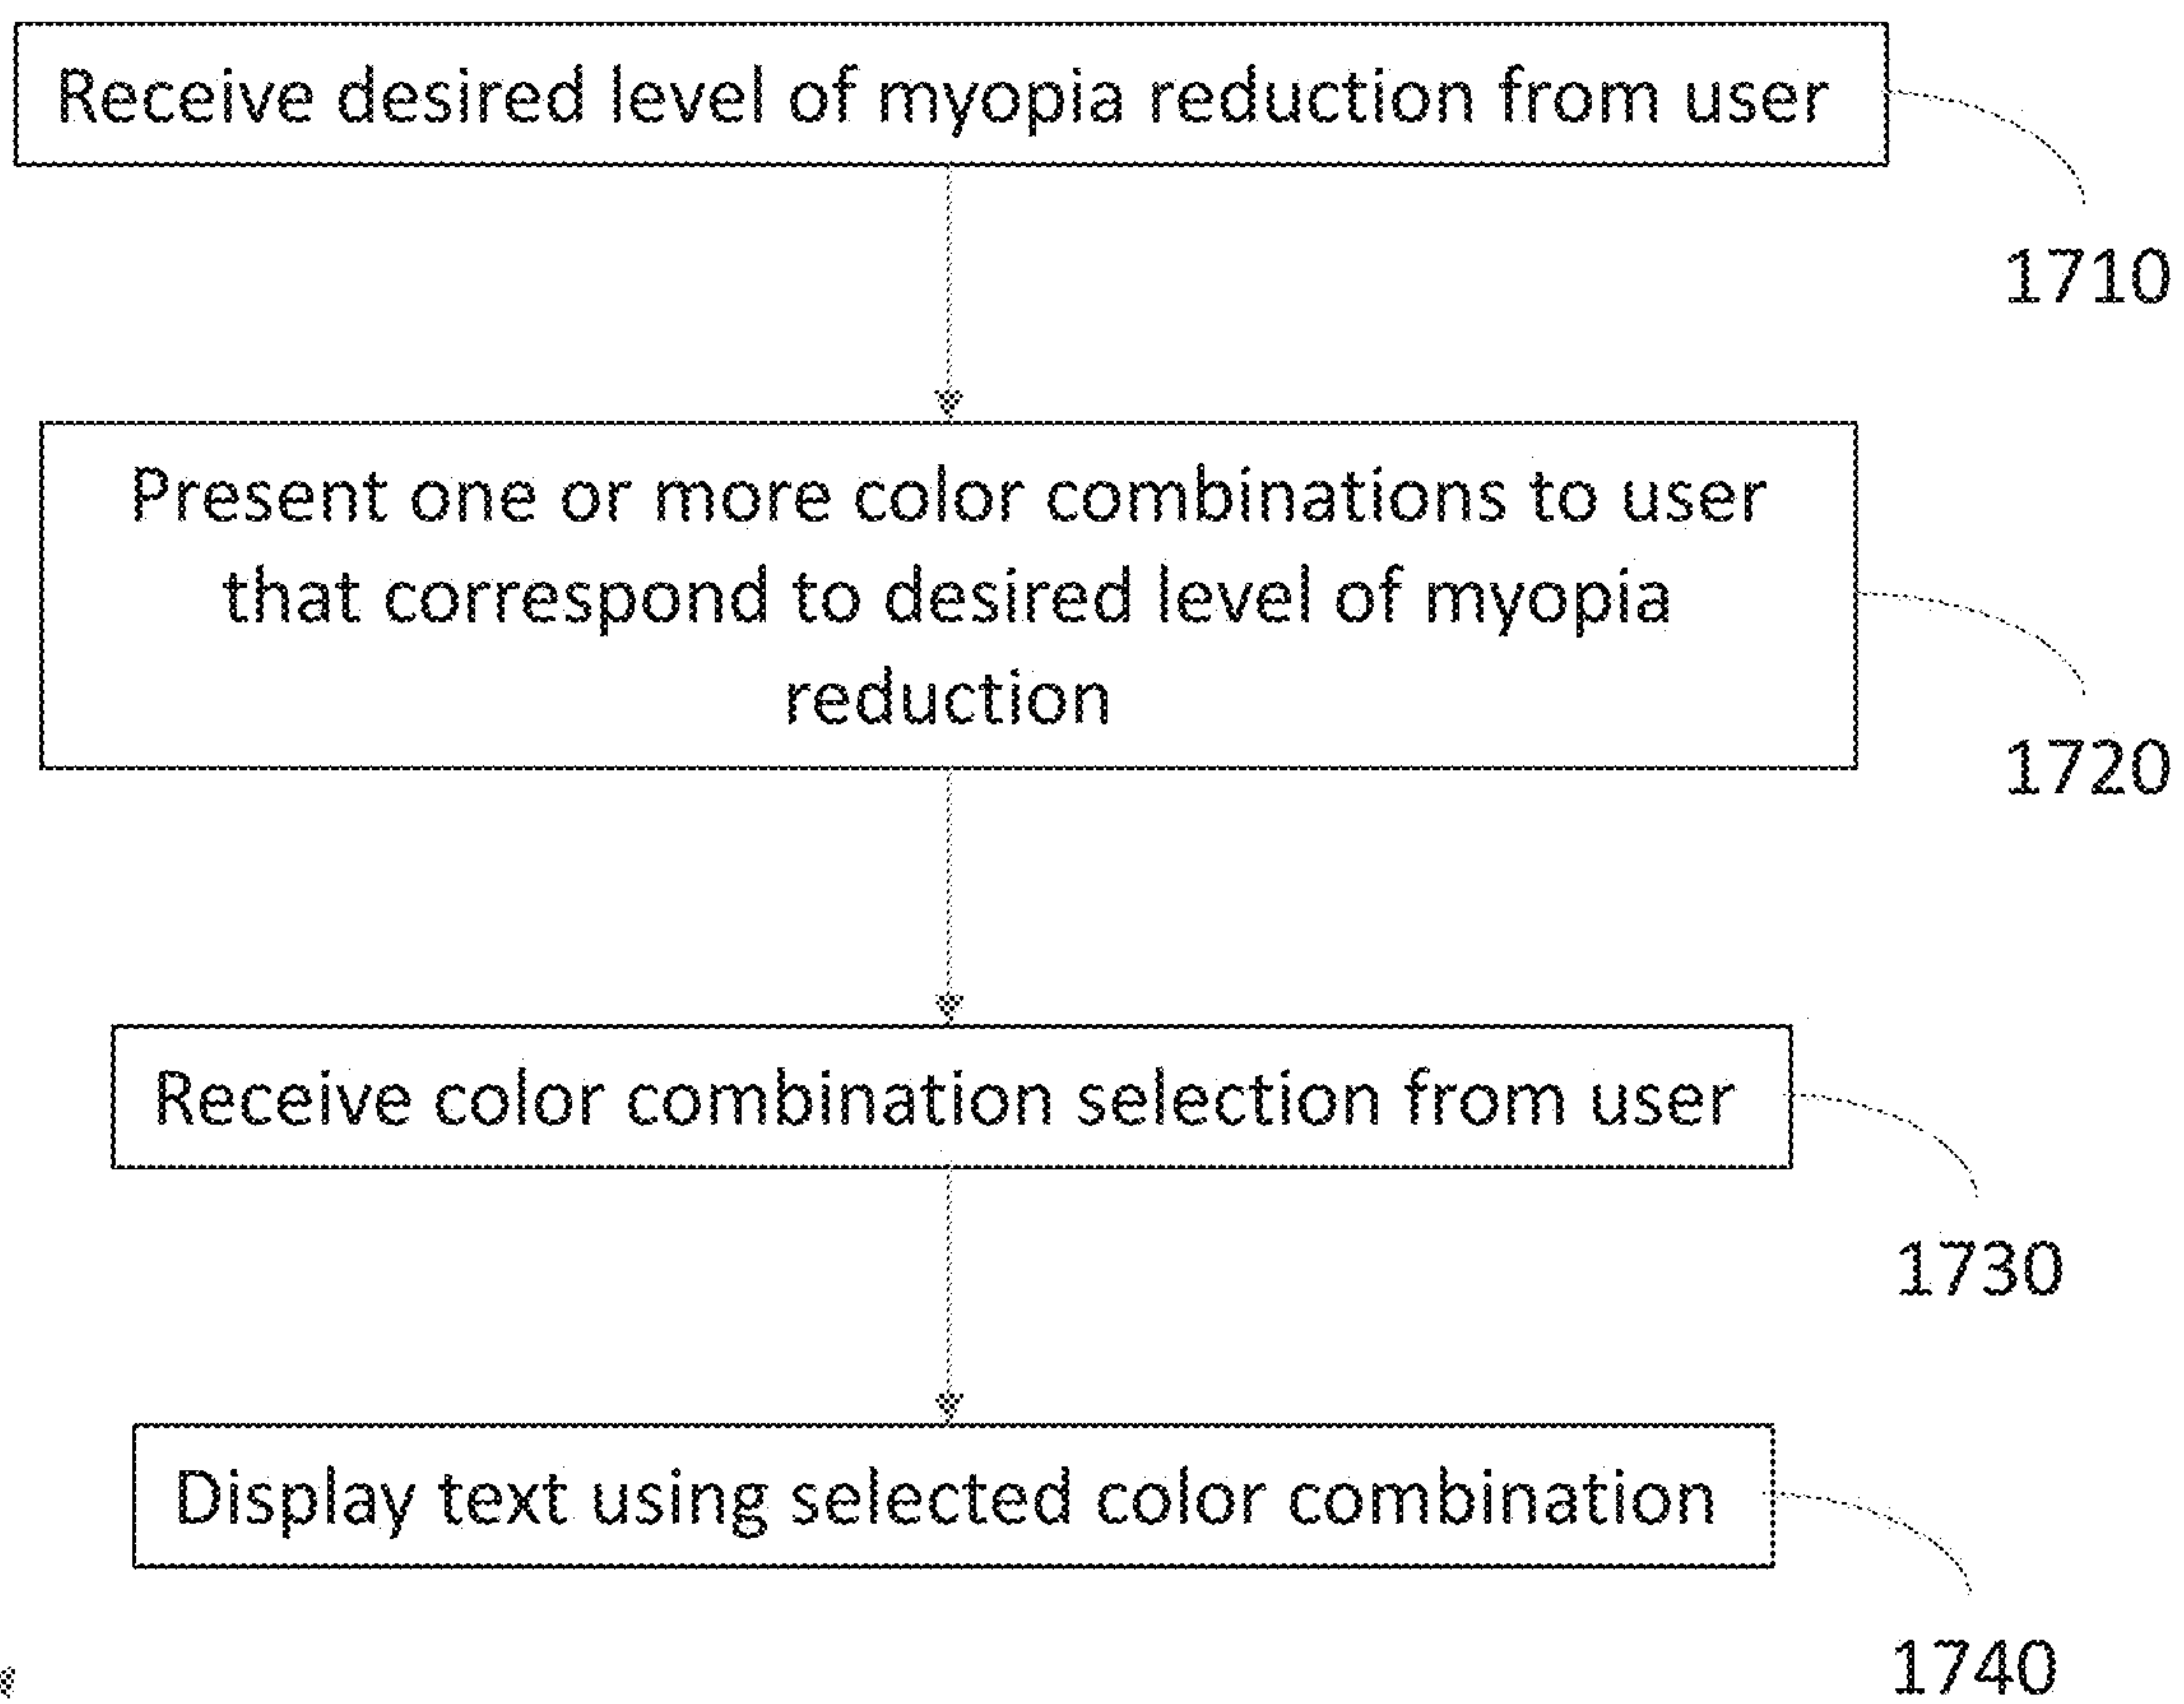 Receive desired level of myopia reduction from user
1710
Present one or more color combinations to user
that correspond to desired level of myopia
reduction
1720
Receive color combination selection from user
1730
Display text using selected color combination
1740